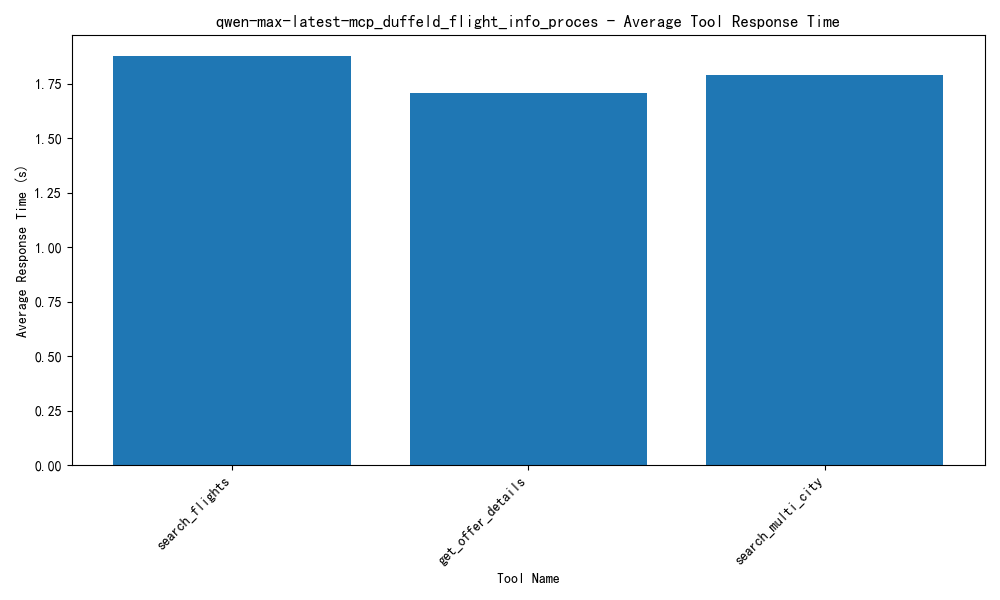 qwen-max-latest-mcp_duffeld_flight_info_proces - Average Tool Response Time
Average Response Time (s)
1.75
1.50
1.25
1.00
0.75
0.50
0.25
0.00
search_flights
get_offer_details
search_multi_city
Tool Name